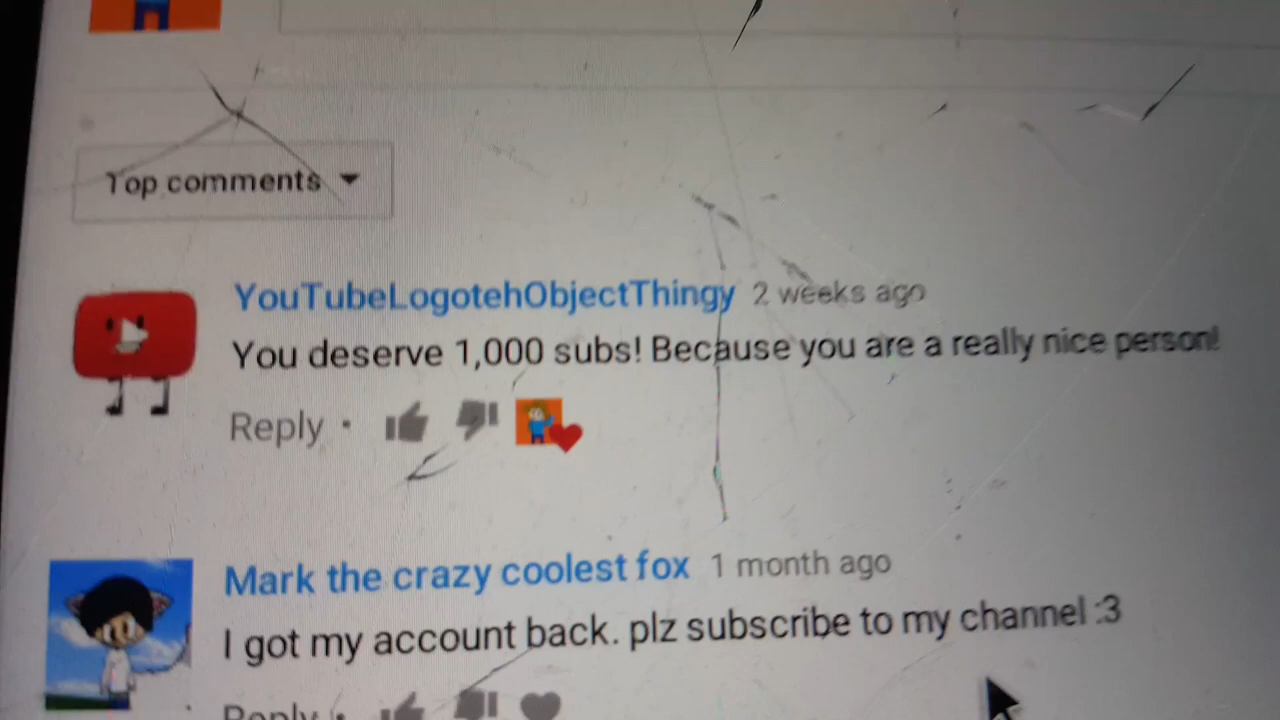 Top comments
YouTubeLogotehObjectThingy 2 weeks ago
You deserve 1,000 subs! Because you are a really nice person!
Reply
Mark the crazy coolest fox 1 month ago
I got my account back. plz subscribe to my channel :3
Reply